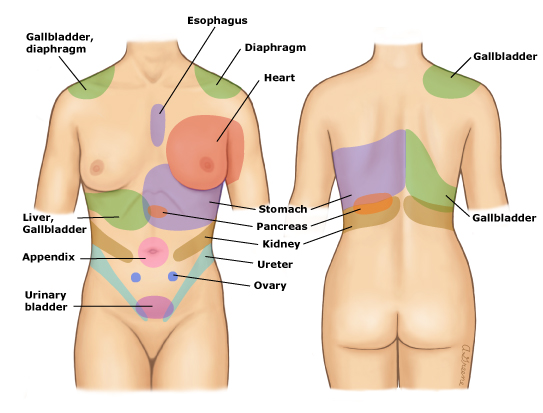 Esophagus
Gallbladder,
diaphragm
Diaphragm
Gallbladder
Heart
Stomach
Liver,
Gallbladder
Gallbladder
Pancreas
Kidney
Appendix
Ureter
Ovary
Urinary
bladder